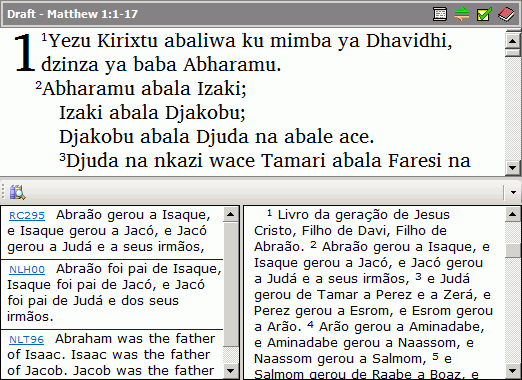 Draft - Matthew 1:1-17
1 1Yezu Kirixtu abaliwa ku mimba ya Dhavidhi,
dzinza ya baba Abharamu.
2Abharamu abala Izaki;
Izaki abala Djakobu;
Djakobu abala Djuda na abale ace.
3Djuda na nkazi wace Tamari abala Faresi na
RC295 Abraão gerou a Isaque,
e Isaque gerou a Jacó, e Jacó
gerou a Judá e a seus irmãos,
NLH00 Abraão foi pai de Isaque,
Isaque foi pai de Jacó, e Jacó
foi pai de Judá e dos seus
irmãos.
NLT96 Abraham was the father
of Isaac. Isaac was the father
of Jacob. Jacob was the father
1 Livro da geração de Jesus
Cristo, Filho de Davi, Filho de
Abraão. 2 Abraão gerou a Isaque, e
Isaque gerou a Jacó, e Jacó gerou
a Judá e a seus irmãos, 3 e Judá
gerou de Tamar a Perez e a Zerá, e
Perez gerou a Esrom, e Esrom gerou
a Arão. 4 Arão gerou a Aminadabe,
e Aminadabe gerou a Naassom, e
Naassom gerou a Salmom, 5 e
Salmom gerou de Raabe a Boaz, e